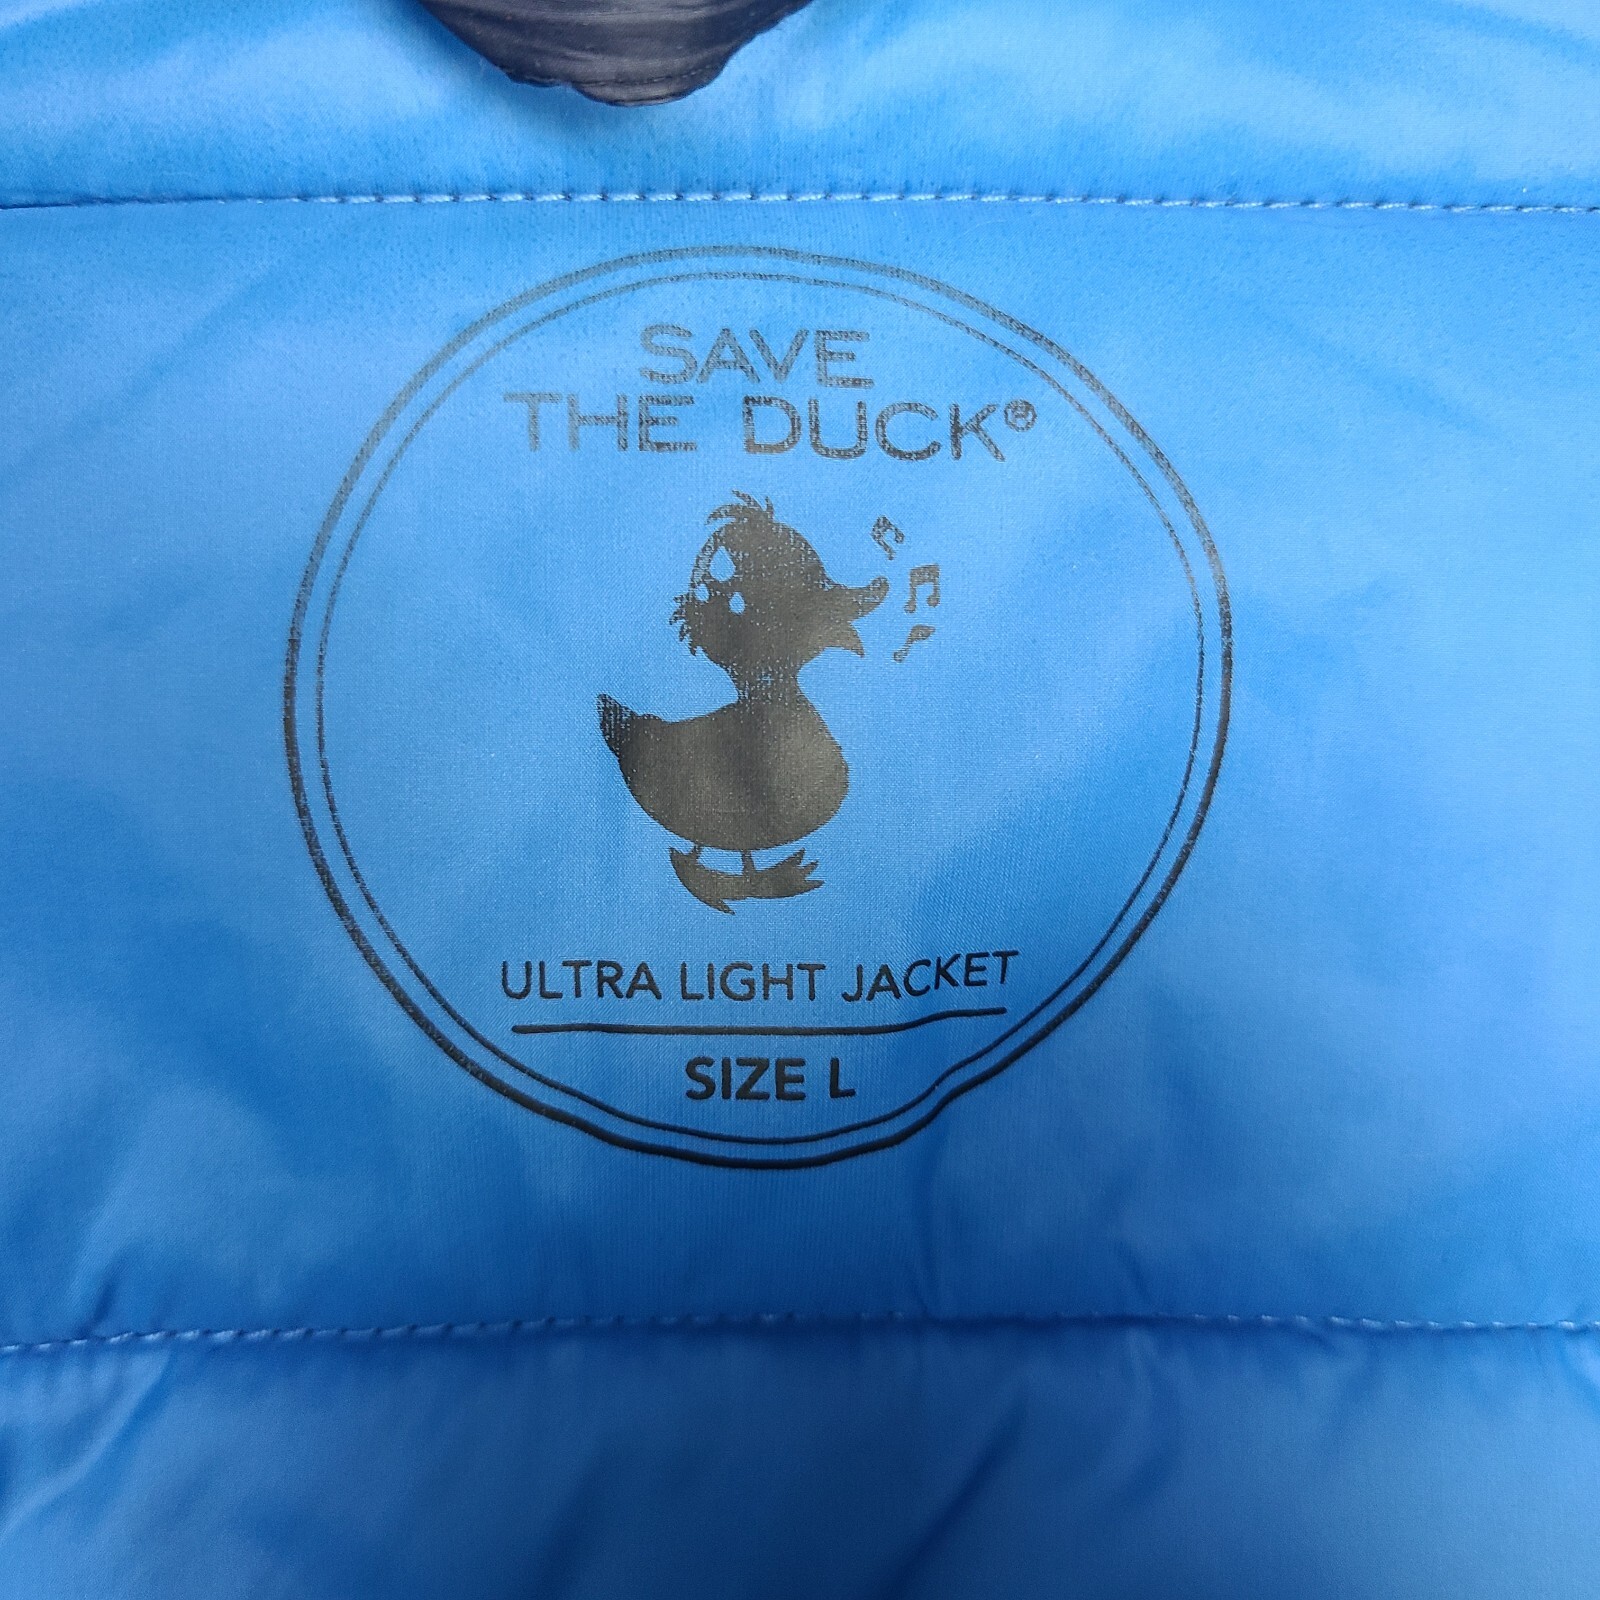 SAVE
THE DUCK®
ULTRA LIGHT JACKET
SIZE L